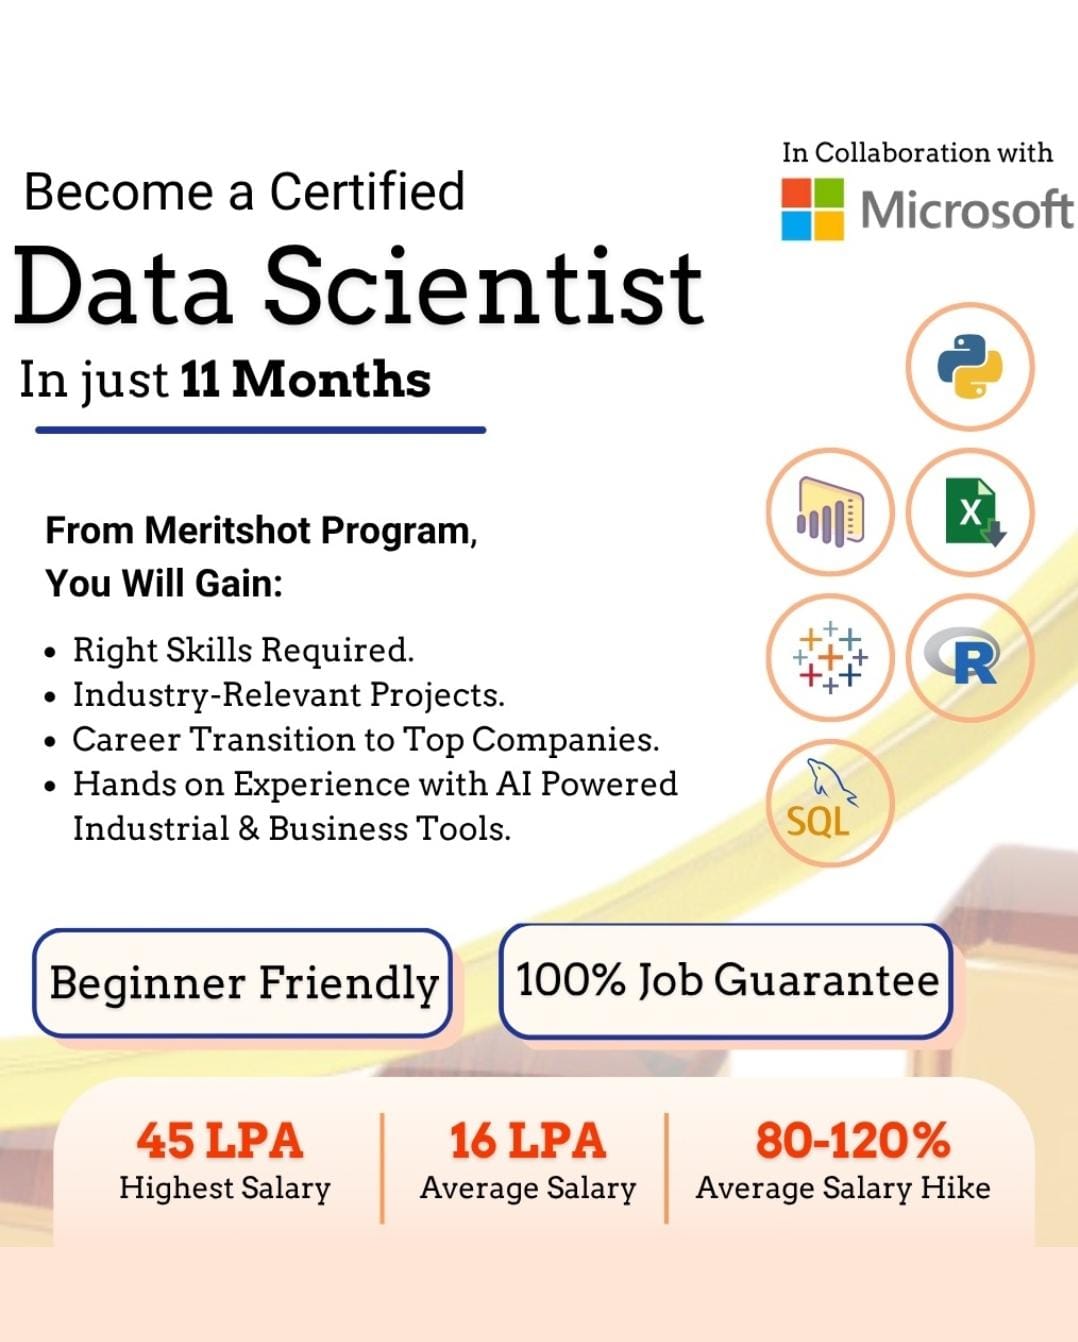 In Collaboration with
Microsoft
Become a Certified
Data Scientist
In just 11 Months
From Meritshot Program,
You Will Gain:
• Right Skills Required.
• Industry-Relevant Projects.
• Career Transition to Top Companies.
• Hands on Experience with AI Powered
Industrial & Business Tools.
X
R
SQL
Beginner Friendly
100% Job Guarantee
45 LPA
Highest Salary
16 LPA
Average Salary
80-120%
Average Salary Hike